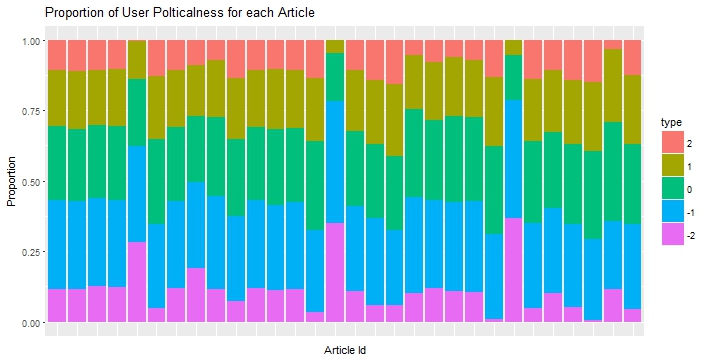 Proportion of User Polticalness for each Article
1.00
0.75
0.50
0.25
0.00
Proportion
Article Id
type
2
1
0
-1
-2